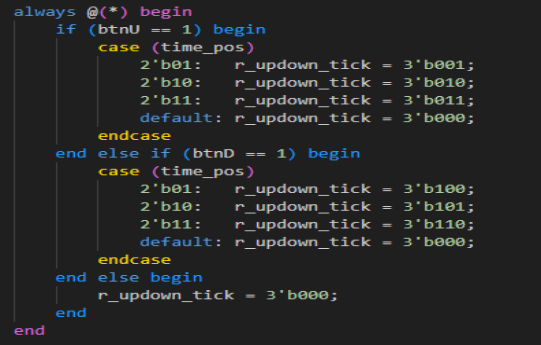 always @(*) begin
    if (btnU == 1) begin
        case (time_pos)
            2'b01:   r_updown_tick = 3'b001;
            2'b10:   r_updown_tick = 3'b010;
            2'b11:   r_updown_tick = 3'b011;
            default: r_updown_tick = 3'b000;
        endcase
    end else if (btnD == 1) begin
        case (time_pos)
            2'b01:   r_updown_tick = 3'b100;
            2'b10:   r_updown_tick = 3'b101;
            2'b11:   r_updown_tick = 3'b110;
            default: r_updown_tick = 3'b000;
        endcase
    end else begin
        r_updown_tick = 3'b000;
    end
end